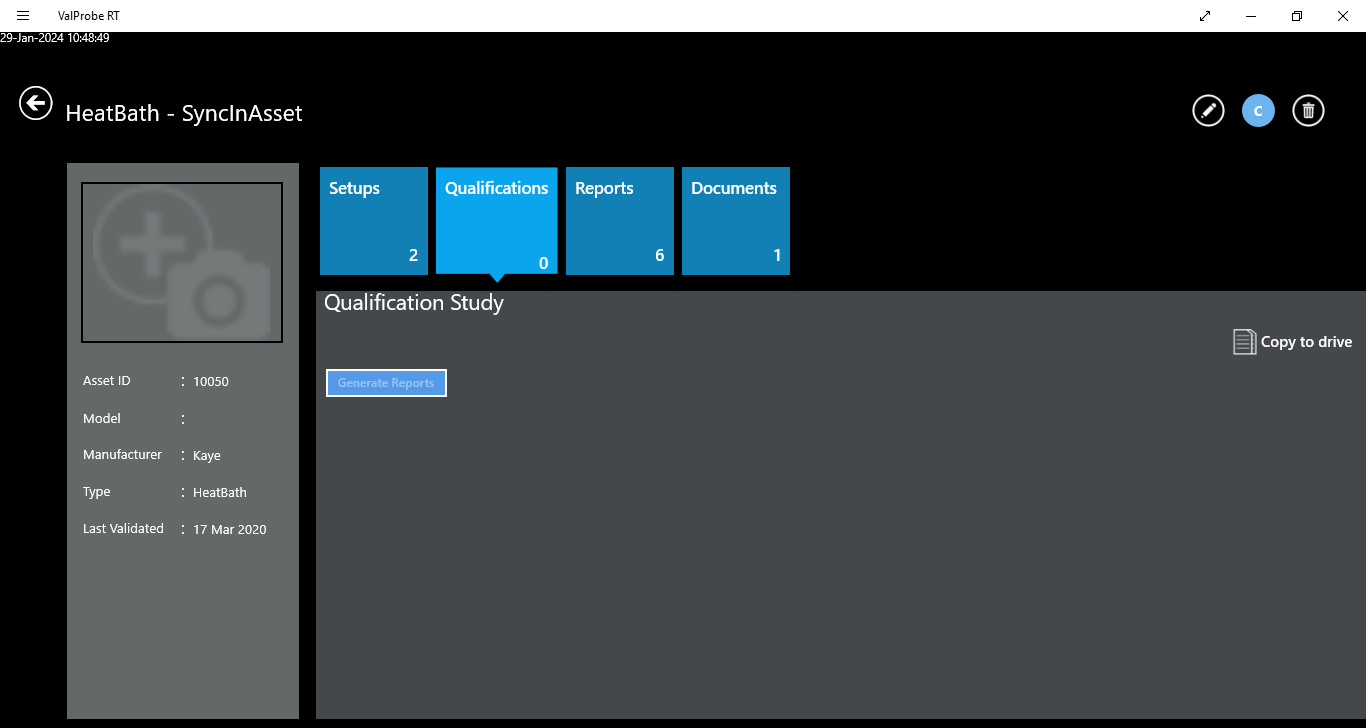 ValProbe RT
29-Jan-2024 10:48:49
HeatBath - SyncInAsset
C
Setups
2
Qualifications
0
Reports
6
Documents
1
Qualification Study
Copy to drive
Generate Reports
Asset ID : 10050
Model :
Manufacturer : Kaye
Type : HeatBath
Last Validated : 17 Mar 2020